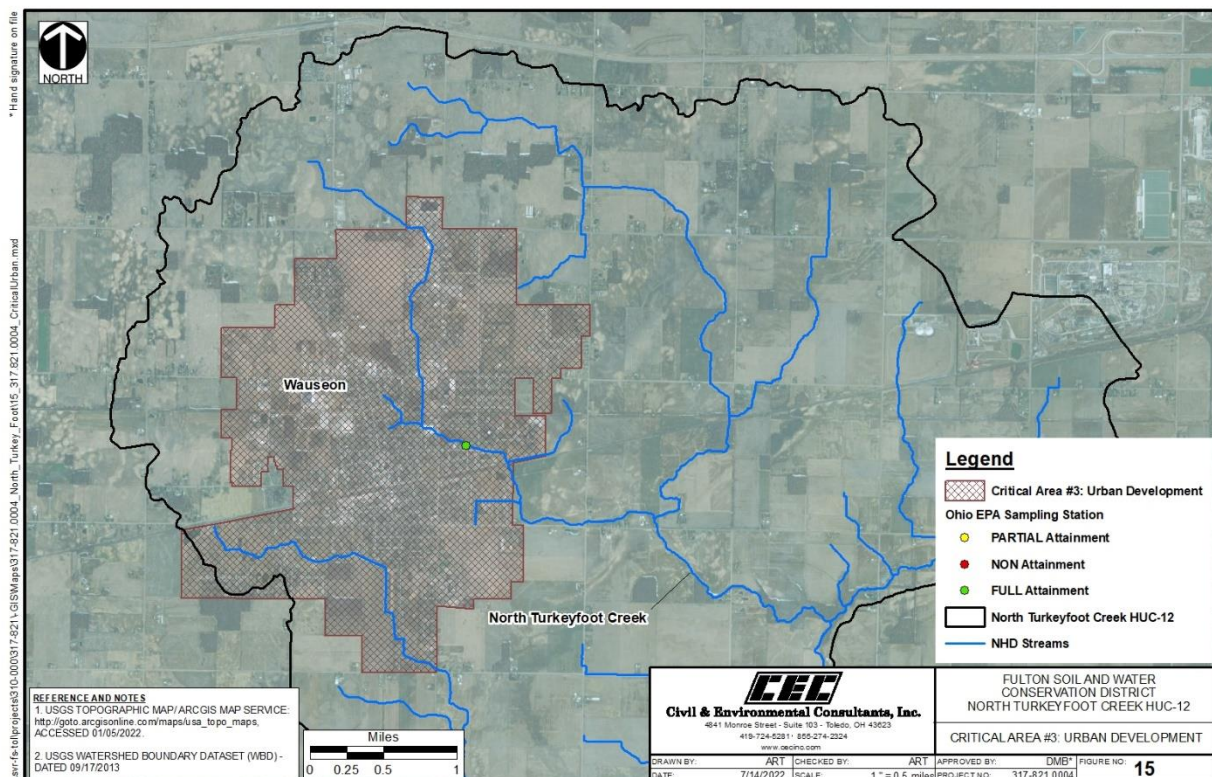 *Hand signature on file
NORTH
Wauseon
North Turkeyfoot Creek
Legend
Critical Area #3: Urban Development
Ohio EPA Sampling Station
PARTIAL Attainment
NON Attainment
FULL Attainment
North Turkeyfoot Creek HUC-12
NHD Streams
REFERENCE AND NOTES
1. USGS TOPOGRAPHIC MAP/ARCGIS MAP SERVICE:
http://goto.arcgisonline.com/maps/usa_topo_maps,
ACCESSED 01/05/2022.
2. USGS WATERSHED BOUNDARY DATASET (WBD) -
DATED 09/17/2013
Miles
0 0.25 0.5 1
CEC
Civil & Environmental Consultants, Inc.
4841 Monroe Street - Suite 103 - Toledo, OH 43623
419-724-5281 · 855-274-2324
www.cecinc.com
FULTON SOIL AND WATER
CONSERVATION DISTRICT
NORTH TURKEYFOOT CREEK HUC-12
CRITICAL AREA #3: URBAN DEVELOPMENT
DRAWN BY: ART CHECKED BY: ART APPROVED BY: DMB* FIGURE NO: 15
DATE: 7/14/2022 SCALE: 1 " = 0.5 miles PROJECT NO: 317-821.0004